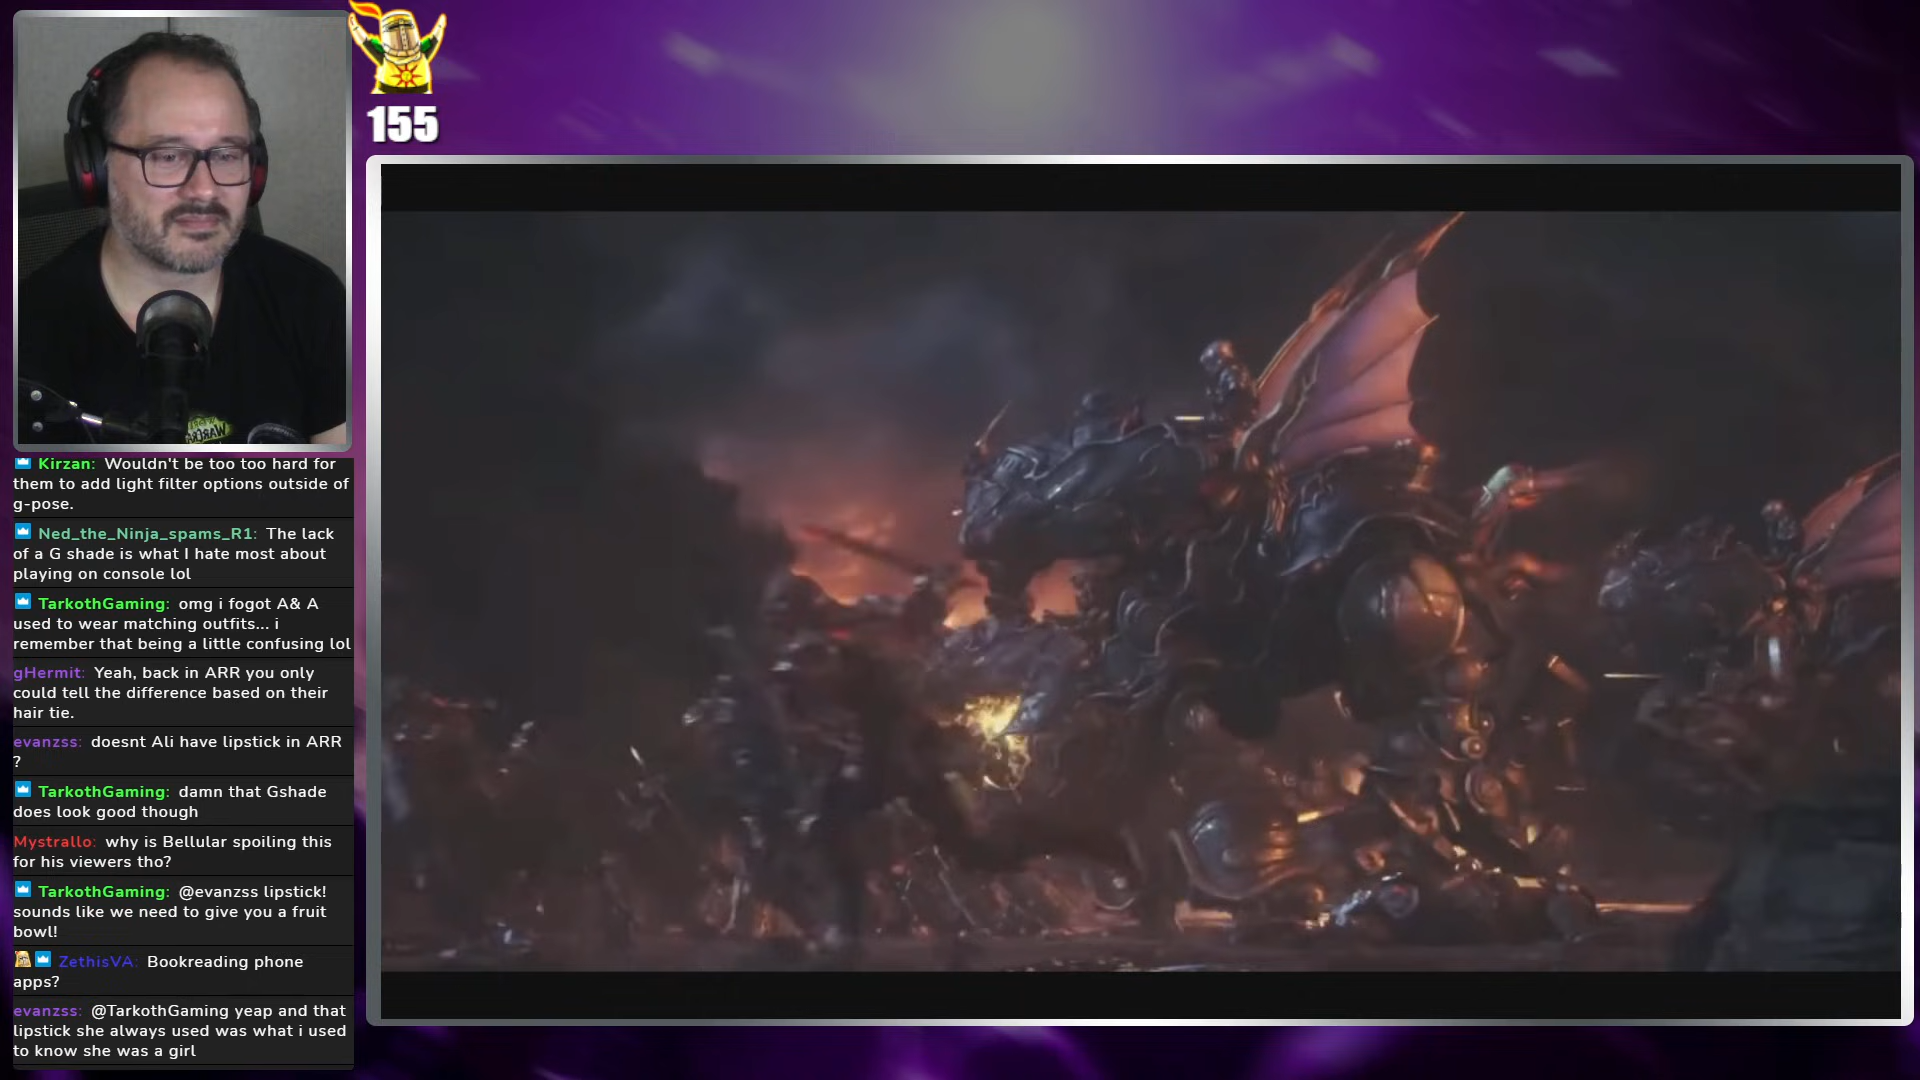 155
Kirzan: Wouldn't be too too hard for
them to add light filter options outside of
g-pose.
Ned_the_Ninja_spams_R1: The lack
of a G shade is what I hate most about
playing on console lol
TarkothGaming: omg i fogot A& A
used to wear matching outfits... i
remember that being a little confusing lol
gHermit: Yeah, back in ARR you only
could tell the difference based on their
hair tie.
evanzss: doesnt Ali have lipstick in ARR
?
TarkothGaming: damn that Gshade
does look good though
Mystrallo: why is Bellular spoiling this
for his viewers tho?
TarkothGaming: @evanzss lipstick!
sounds like we need to give you a fruit
bowl!
ZethisVA: Bookreading phone
apps?
evanzss: @TarkothGaming yeap and that
lipstick she always used was what i used
to know she was a girl